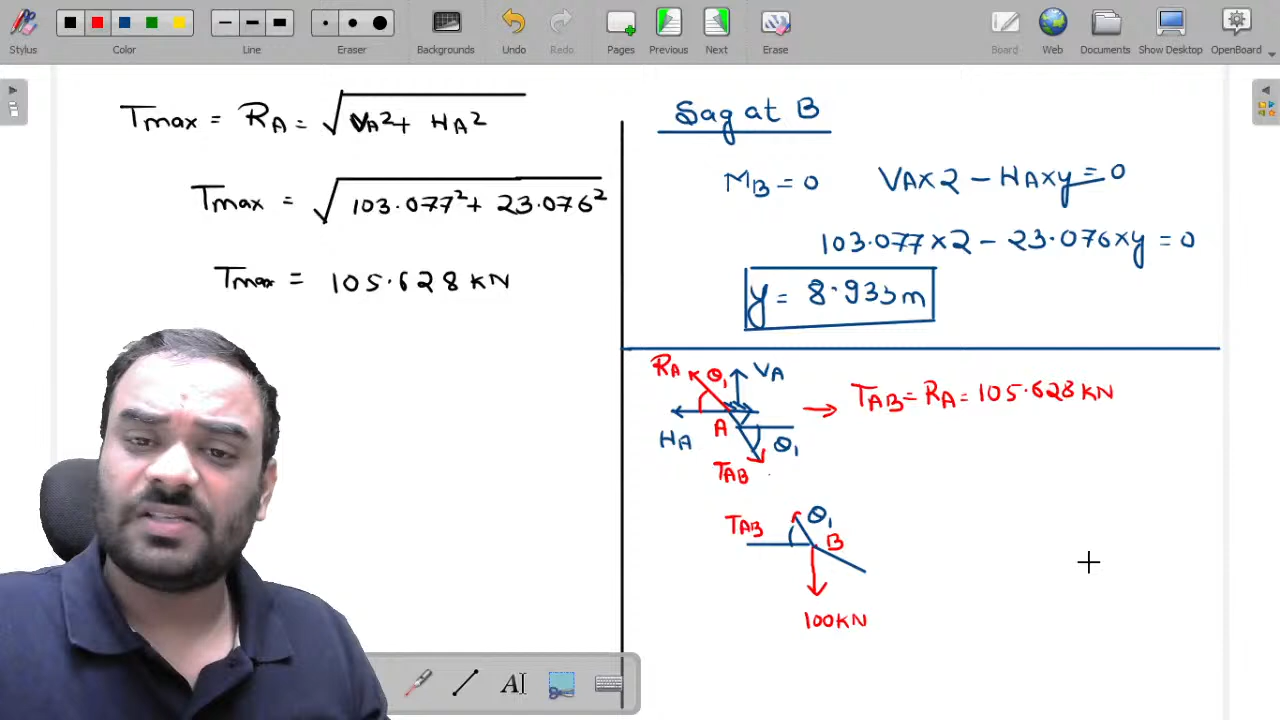 Stylus
Color
Line
Eraser
Backgrounds
Undo
Redo
Pages
Previous
Next
Erase
Board
Web
Documents
Show Desktop
OpenBoard
Tmax = RA = √VA² + HA²
Tmax = √103.077² + 23.076²
Tmax = 105.628 KN
Sag at B
MB = 0 VA×2 - HA×y = 0
103.077×2 - 23.076×y = 0
y = 8.933m
RA θ1 VA
TAB = RA = 105.628 KN
HA A θ1
TAB
TAB θ1 B
100KN
AI